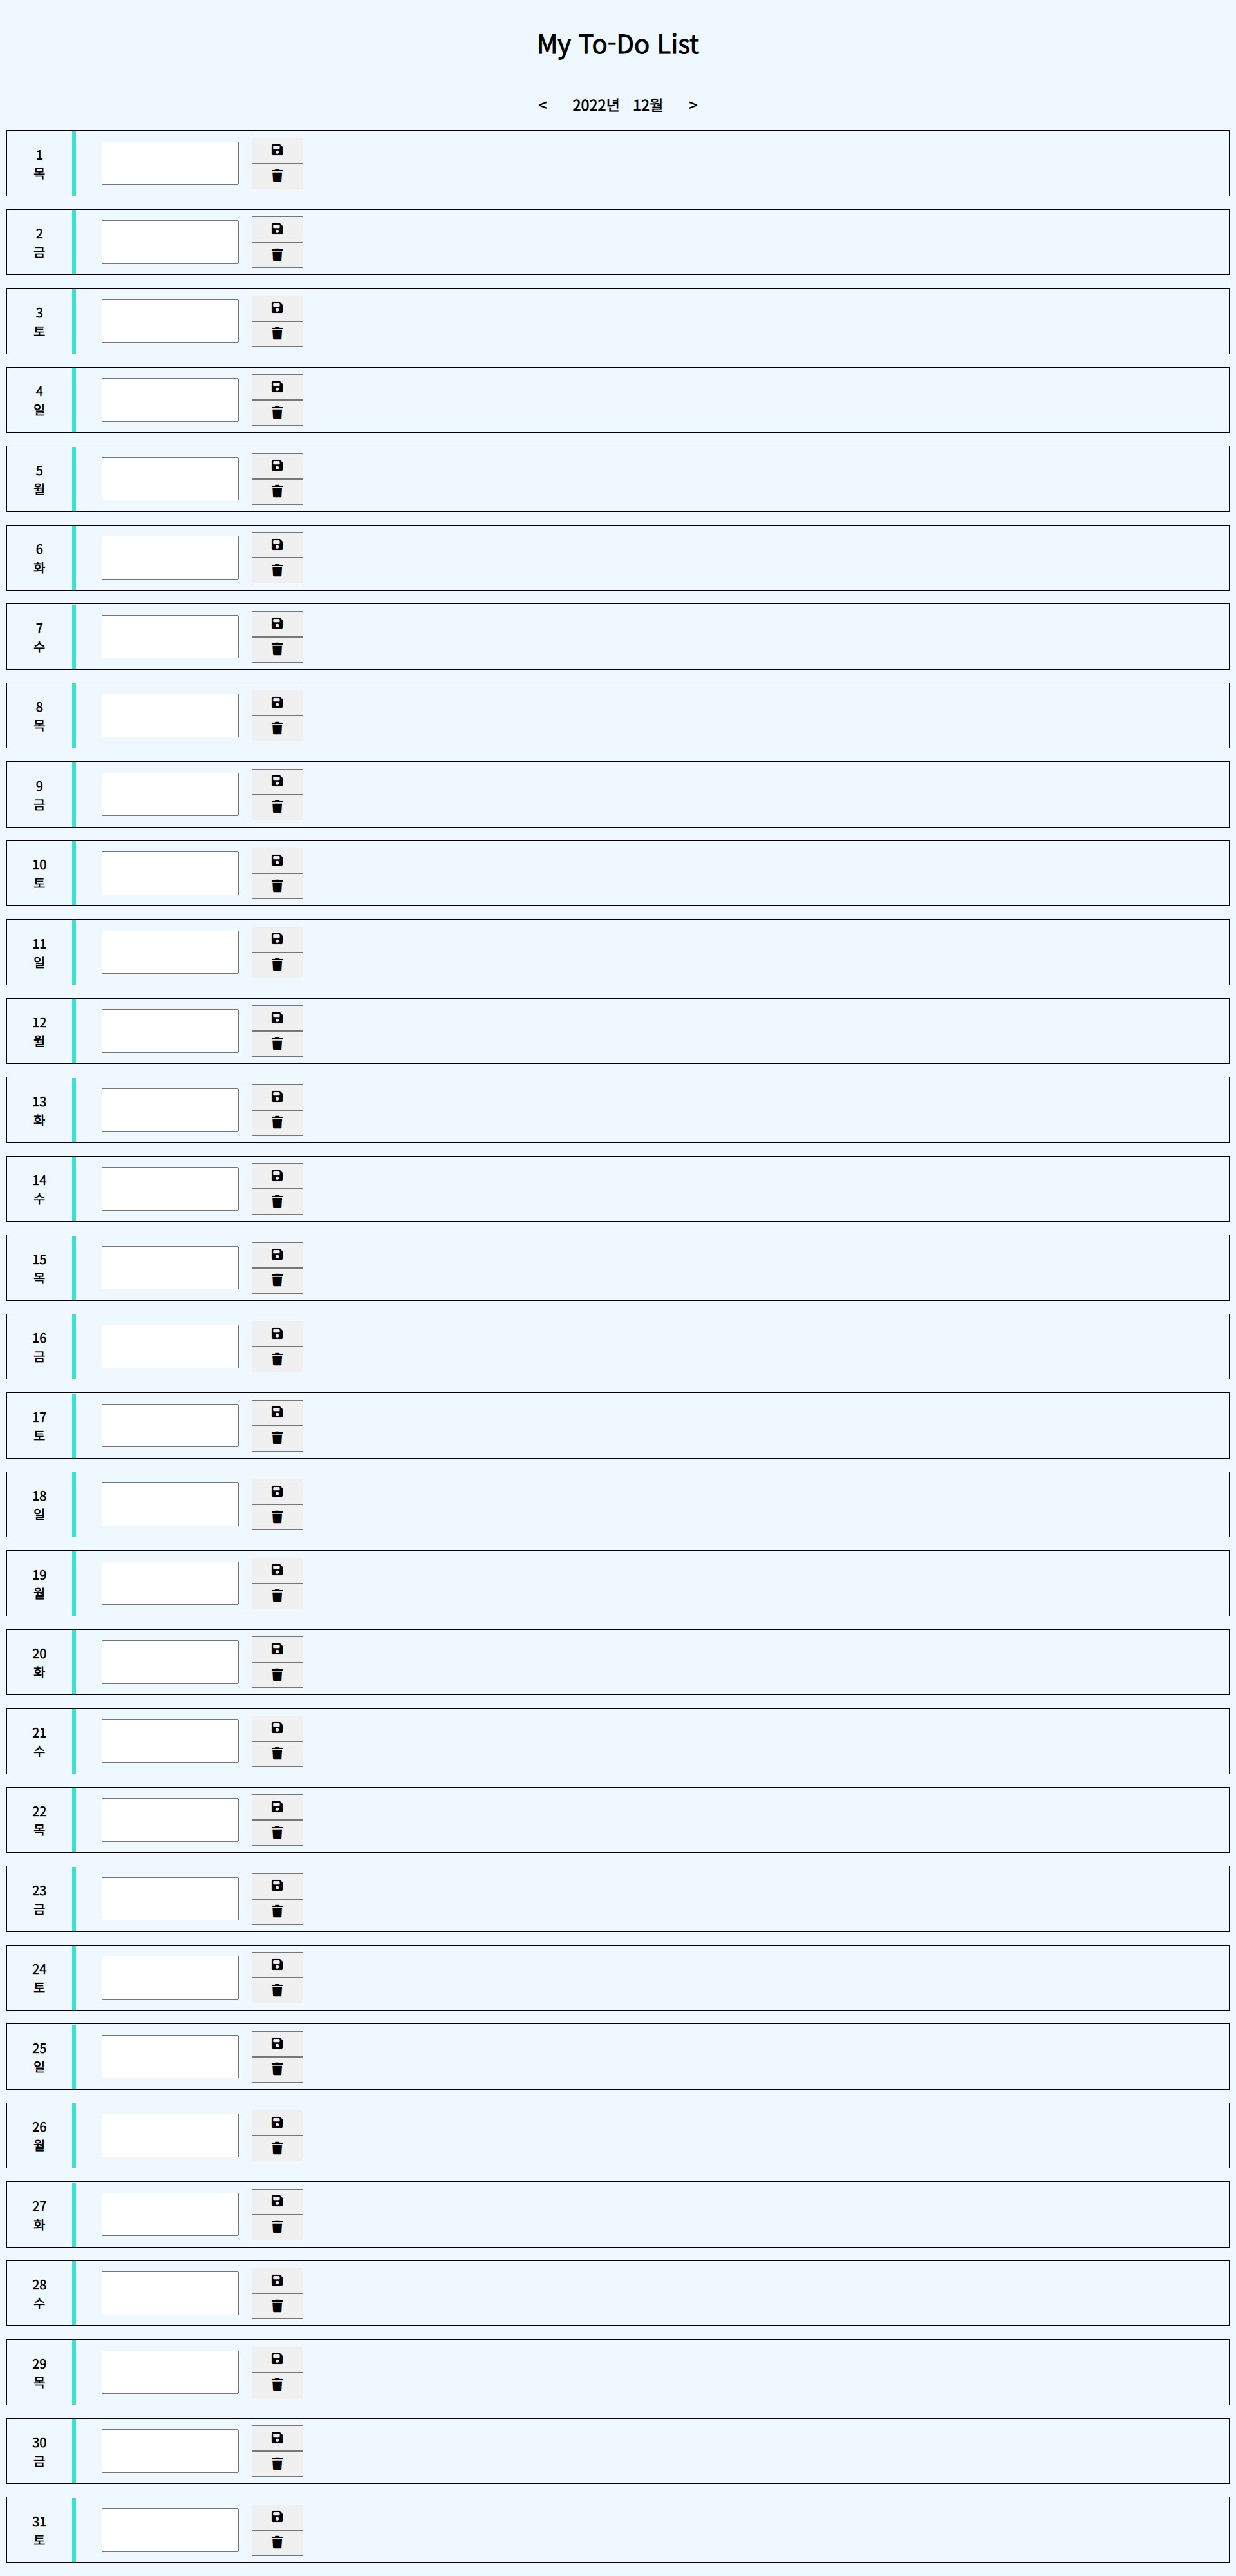 My To-Do List
< 2022년 12월 >
1
목
2
금
3
토
4
일
5
월
6
화
7
수
8
목
9
금
10
토
11
일
12
월
13
화
14
수
15
목
16
금
17
토
18
일
19
월
20
화
21
수
22
목
23
금
24
토
25
일
26
월
27
화
28
수
29
목
30
금
31
토